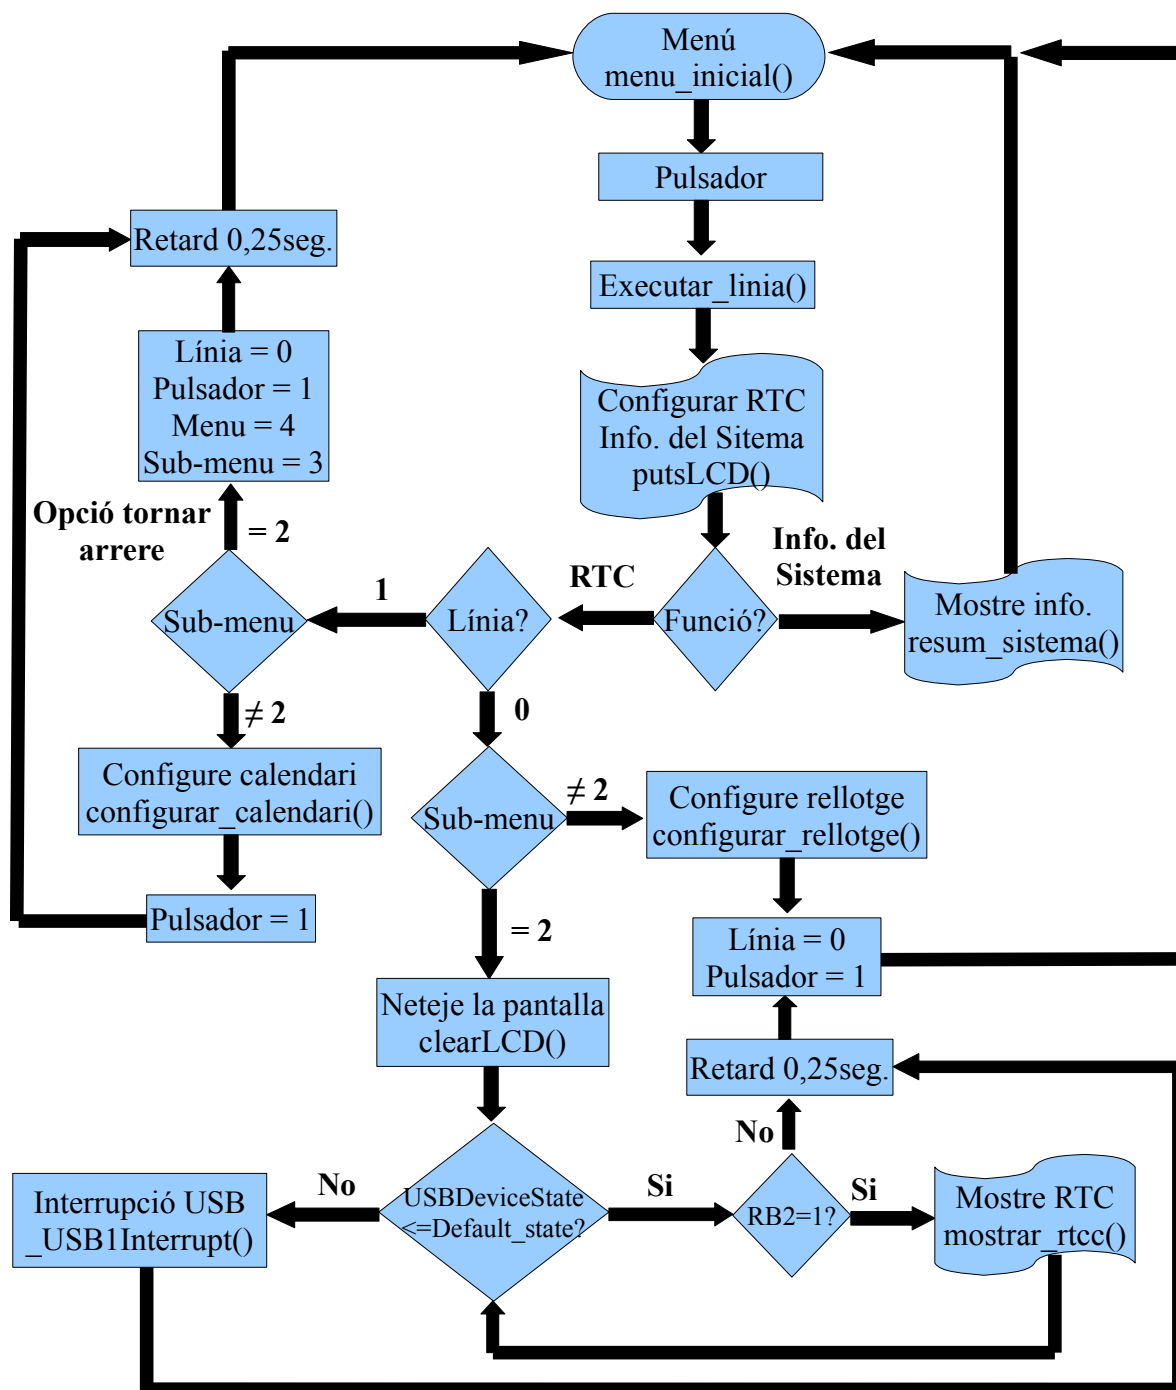 Menú
menu_inicial()
Pulsador
Retard 0,25seg.
Executar_linia()
Línia = 0
Pulsador = 1
Menu = 4
Sub-menu = 3
Configurar RTC
Info. del Sitema
putsLCD()
Opció tornar
arrere
= 2
Info. del
Sistema
RTC
1
Sub-menu
Línia?
Funció?
Mostre info.
resum_sistema()
≠ 2
0
Configure calendari
configurar_calendari()
Sub-menu
≠ 2
Configure rellotge
configurar_rellotge()
Pulsador = 1
= 2
Línia = 0
Pulsador = 1
Neteje la pantalla
clearLCD()
Retard 0,25seg.
No
Interrupció USB
_USB1Interrupt()
No
USBDeviceState
<=Default_state?
Si
RB2=1?
Si
Mostre RTC
mostrar_rtcc()